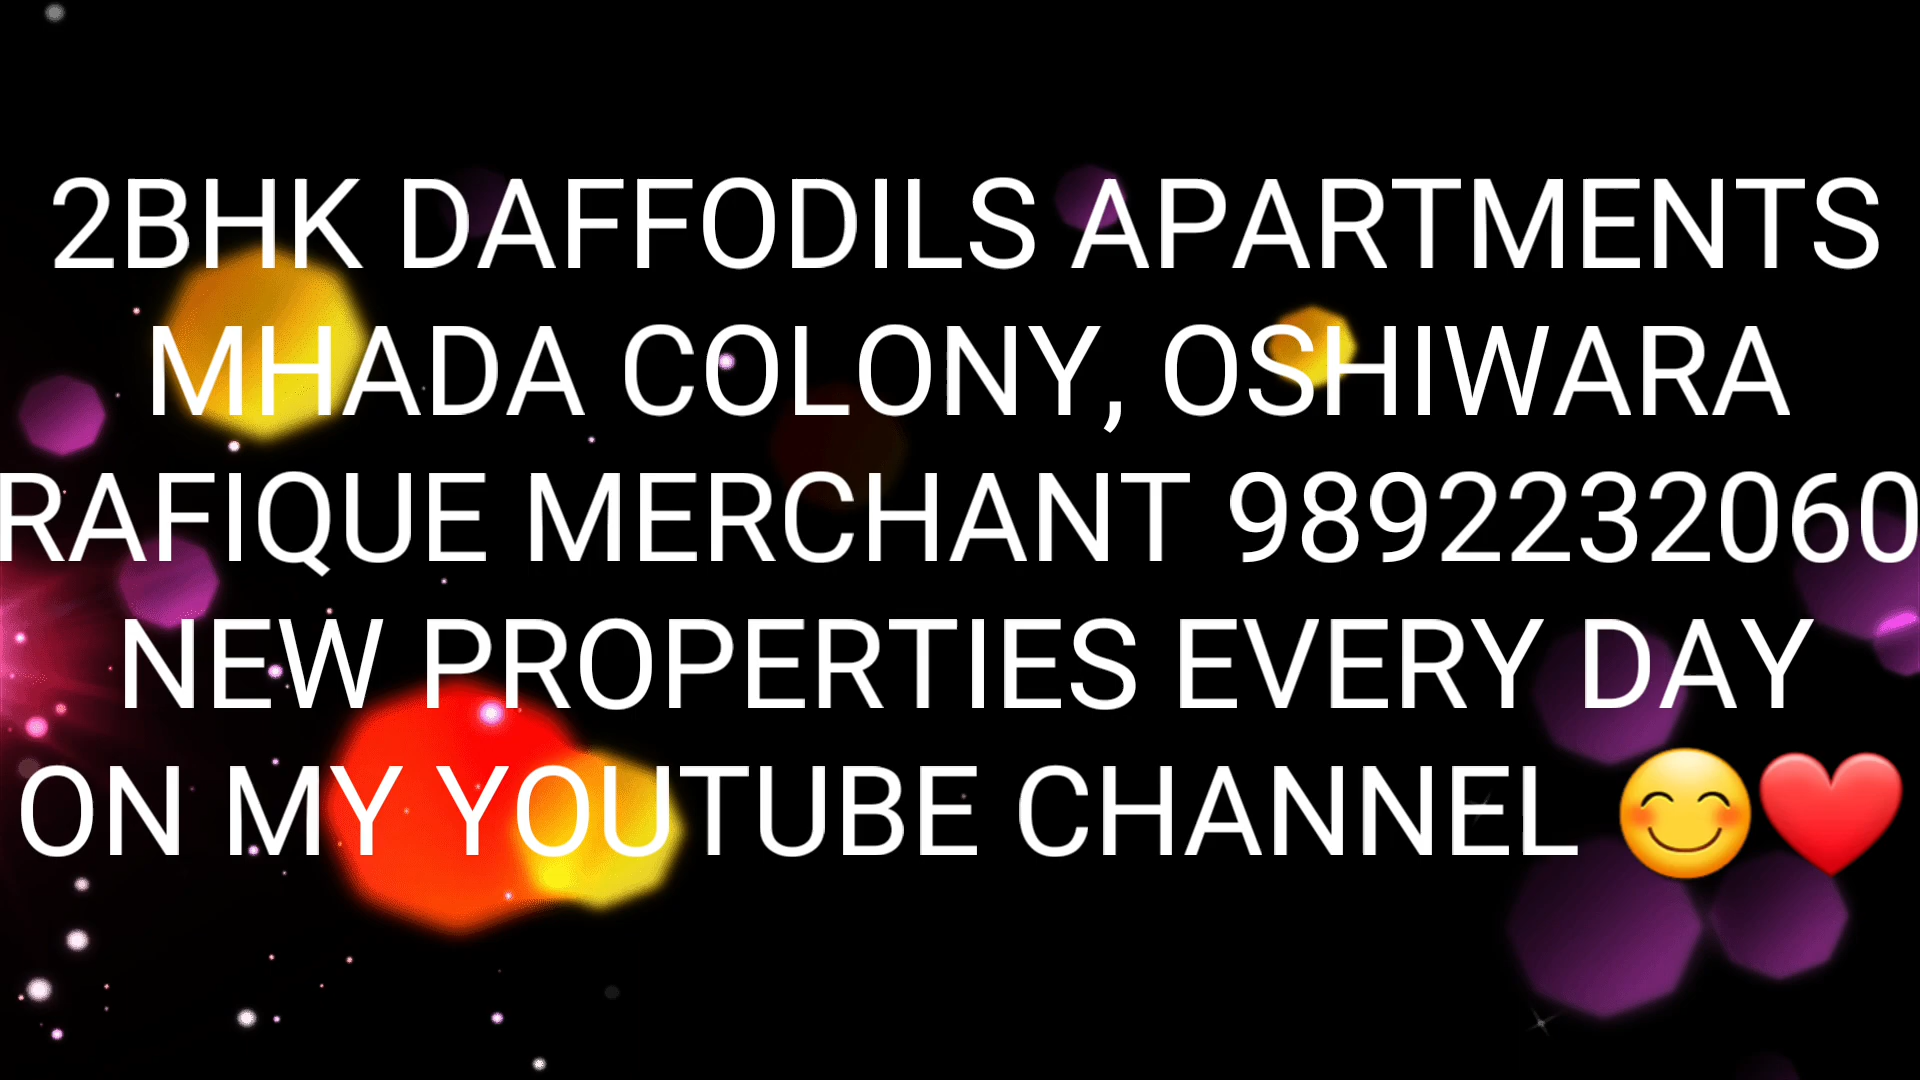 2BHK DAFFODILS APARTMENTS
MHADA COLONY, OSHIWARA
RAFIQUE MERCHANT 9892232060
NEW PROPERTIES EVERY DAY
ON MY YOUTUBE CHANNEL 😊❤️